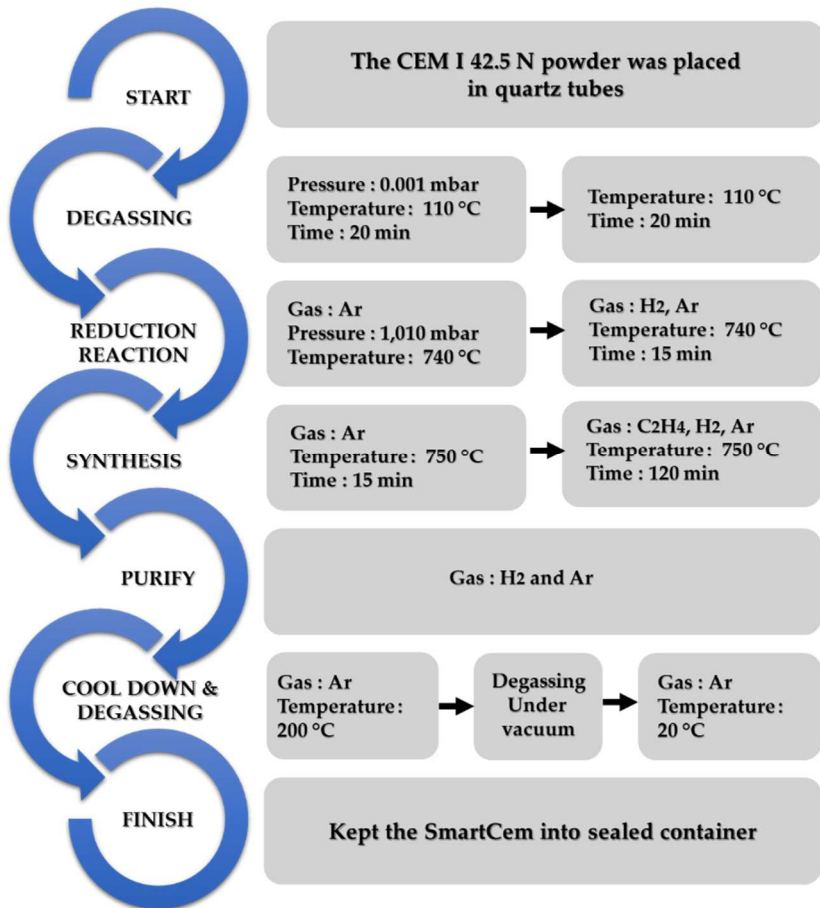 START
The CEM I 42.5 N powder was placed
in quartz tubes
DEGASSING
Pressure : 0.001 mbar
Temperature : 110 °C
Time : 20 min
Temperature : 110 °C
Time : 20 min
REDUCTION
REACTION
Gas : Ar
Pressure : 1,010 mbar
Temperature : 740 °C
Gas : H2, Ar
Temperature : 740 °C
Time : 15 min
SYNTHESIS
Gas : Ar
Temperature : 750 °C
Time : 15 min
Gas : C2H4, H2, Ar
Temperature : 750 °C
Time : 120 min
PURIFY
Gas : H2 and Ar
COOL DOWN &
DEGASSING
Gas : Ar
Temperature :
200 °C
Degassing
Under
vacuum
Gas : Ar
Temperature :
20 °C
FINISH
Kept the SmartCem into sealed container